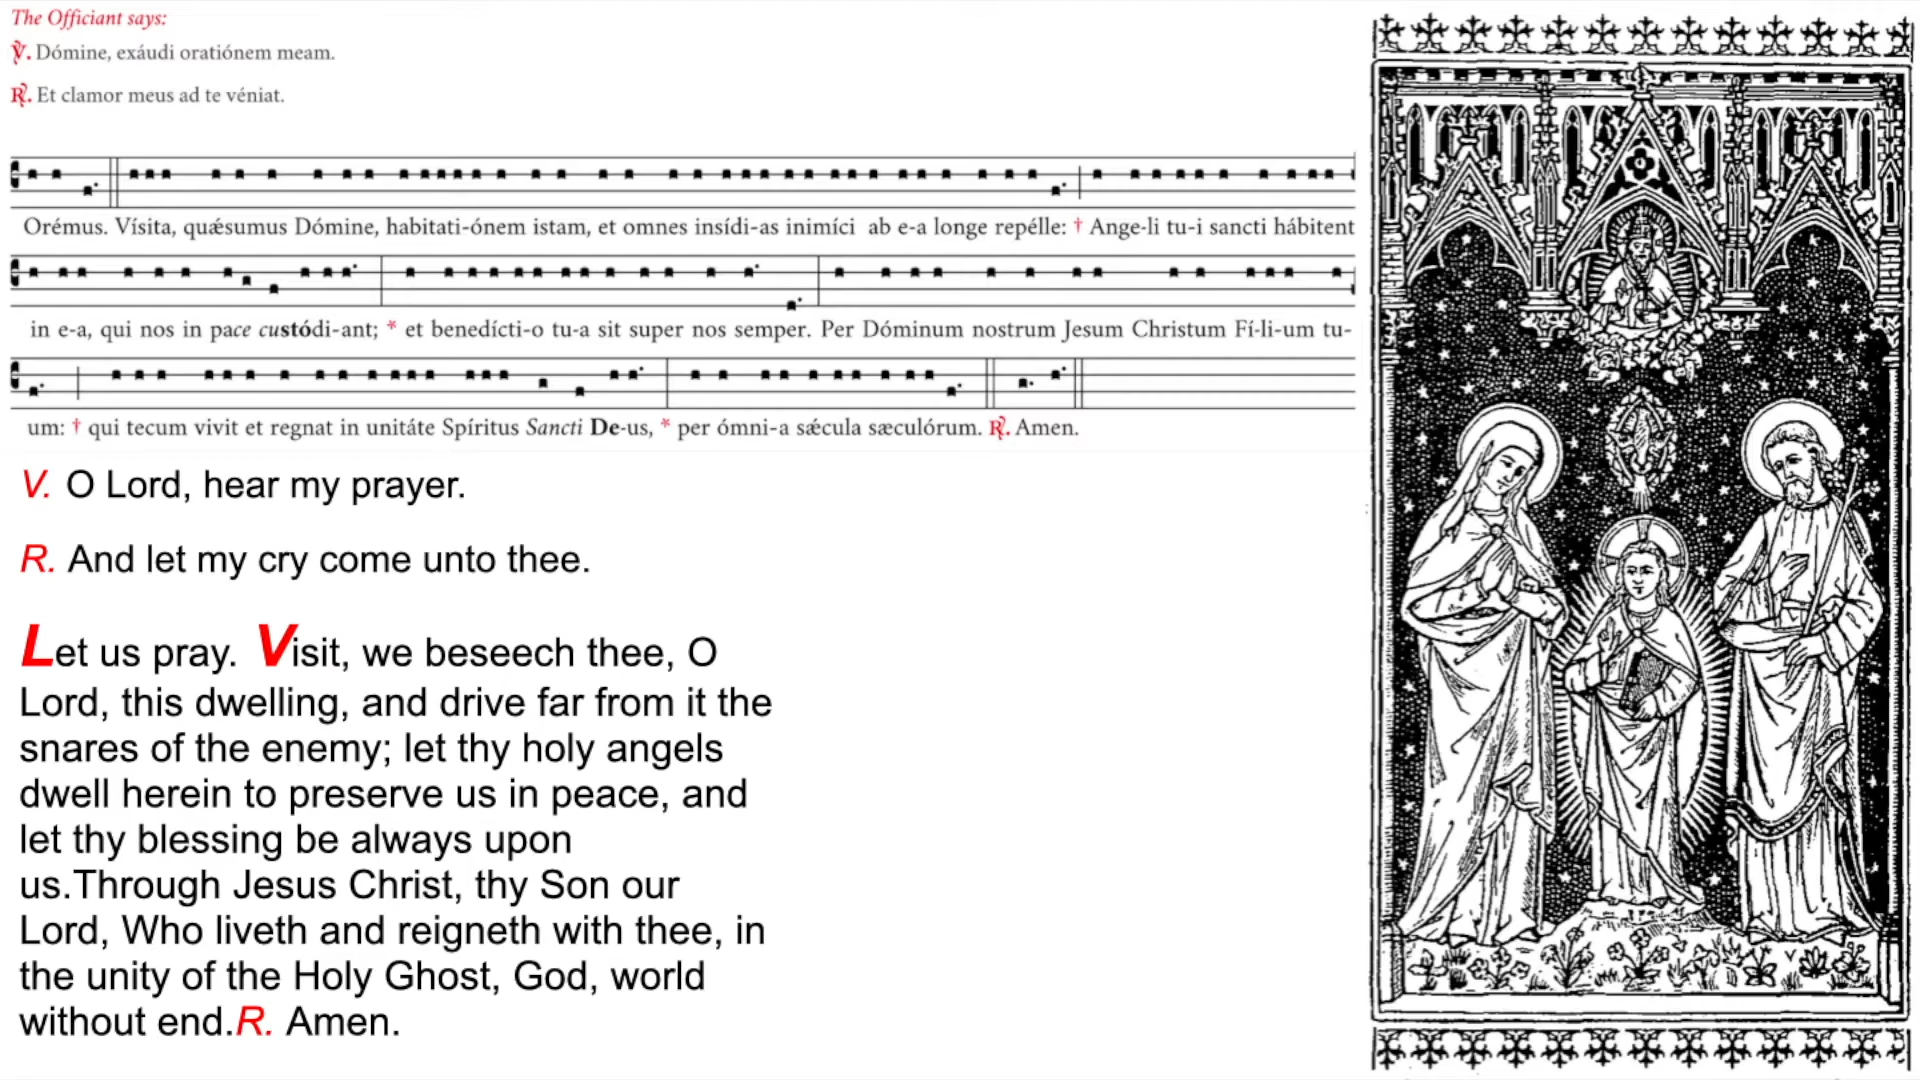 The Officiant says:
℣. Dómine, exáudi oratiónem meam.
℟. Et clamor meus ad te véniat.
Orémus. Vísita, quǽsumus Dómine, habitati-ónem istam, et omnes insídi-as inimíci ab e-a longe repélle: † Ange-li tu-i sancti hábitent
in e-a, qui nos in pace custódi-ant; * et benedícti-o tu-a sit super nos semper. Per Dóminum nostrum Jesum Christum Fí-li-um tu-
um: † qui tecum vivit et regnat in unitáte Spíritus Sancti De-us, * per ómni-a sǽcula sæculórum. ℟. Amen.
V. O Lord, hear my prayer.
R. And let my cry come unto thee.
Let us pray. Visit, we beseech thee, O
Lord, this dwelling, and drive far from it the
snares of the enemy; let thy holy angels
dwell herein to preserve us in peace, and
let thy blessing be always upon
us.Through Jesus Christ, thy Son our
Lord, Who liveth and reigneth with thee, in
the unity of the Holy Ghost, God, world
without end.R. Amen.